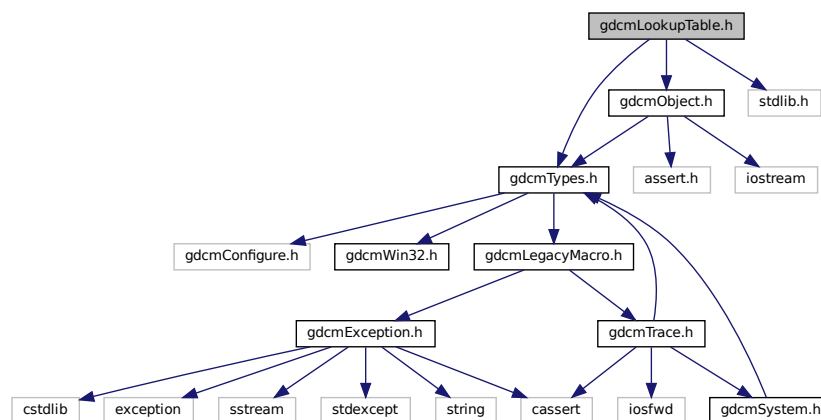 gdcmLookupTable.h
gdcmObject.h
stdlib.h
gdcmTypes.h
assert.h
iostream
gdcmConfigure.h
gdcmWin32.h
gdcmLegacyMacro.h
gdcmException.h
gdcmTrace.h
cstdlib
exception
sstream
stdexcept
string
cassert
iosfwd
gdcmSystem.h